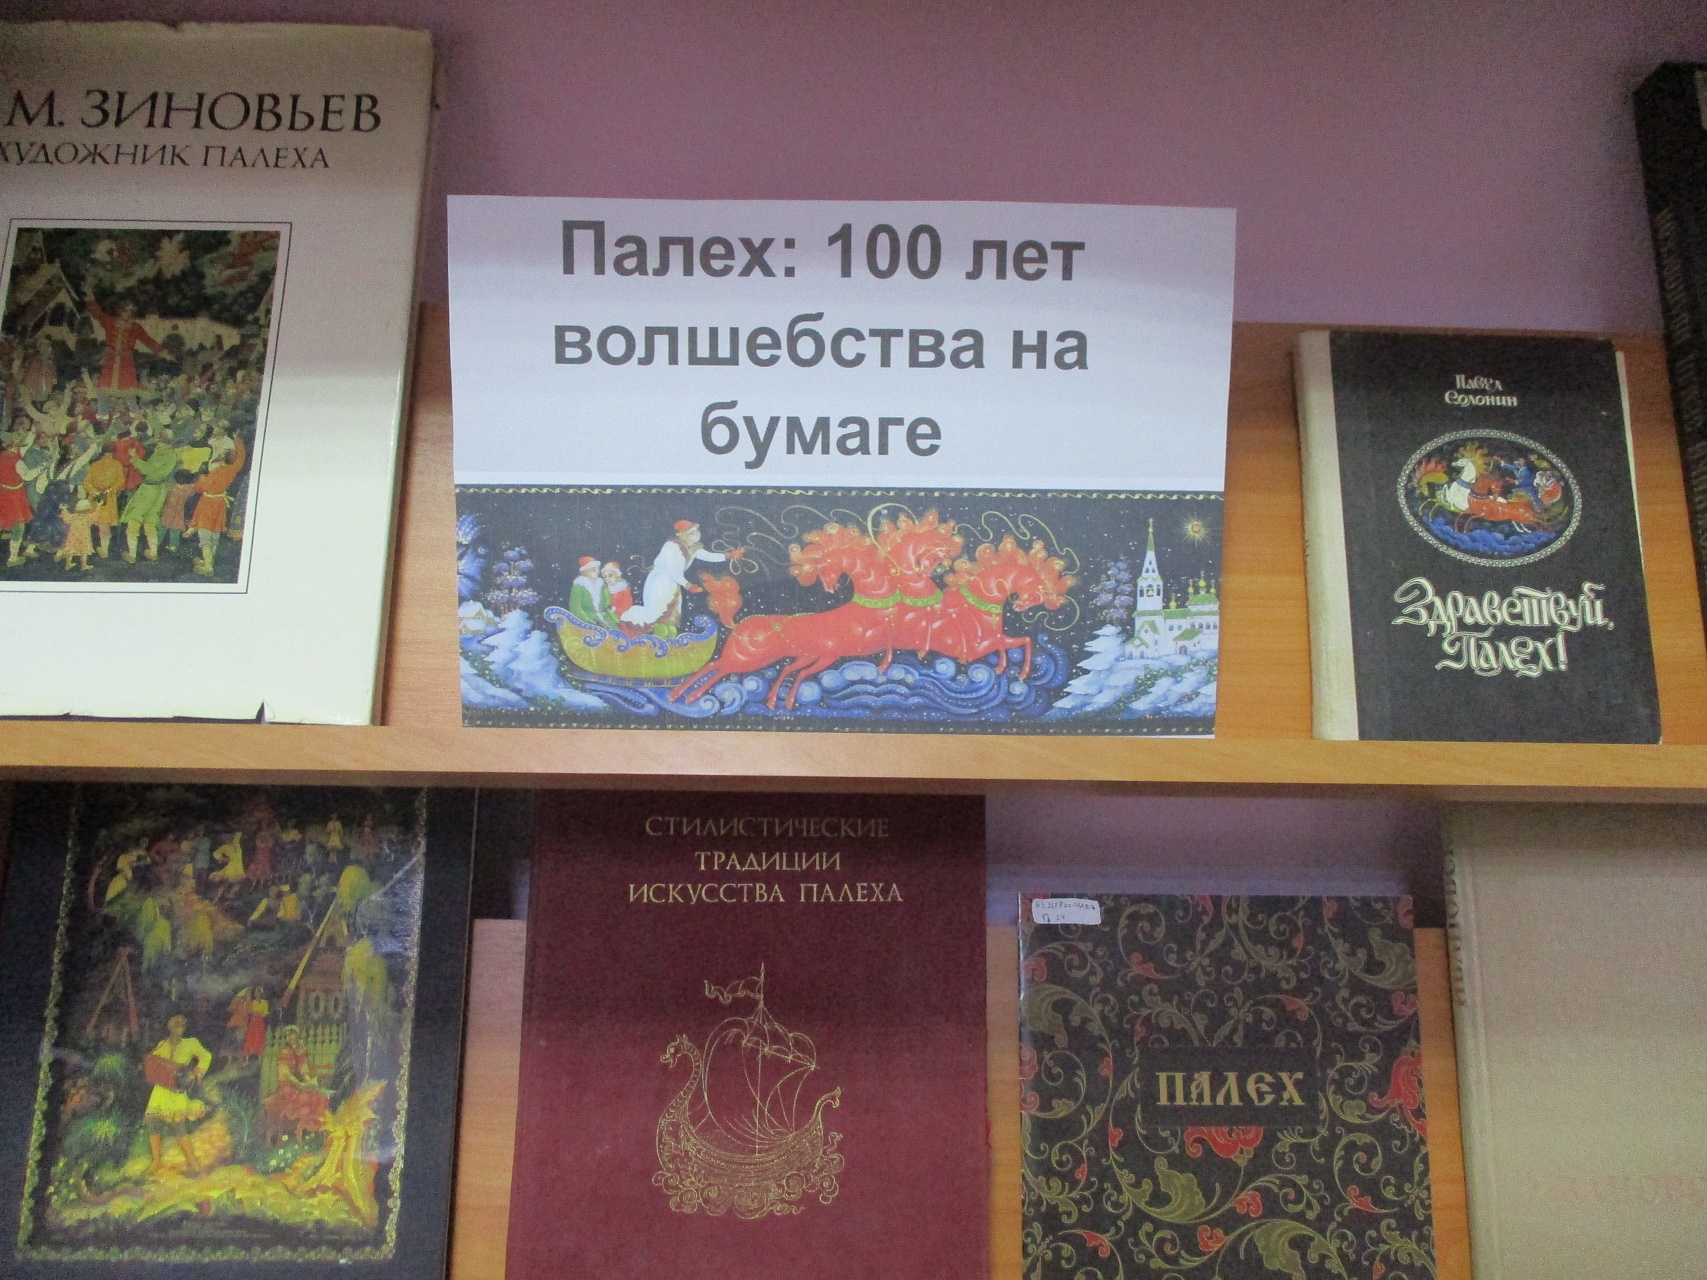 М. ЗИНОВЬЕВ
ХУДОЖНИК ПАЛЕХА
Палех: 100 лет
волшебства на
бумаге
Павел
Солонин
Здравствуй,
Палех!
СТИЛИСТИЧЕСКИЕ
ТРАДИЦИИ
ИСКУССТВА ПАЛЕХА
ПАЛЕХ